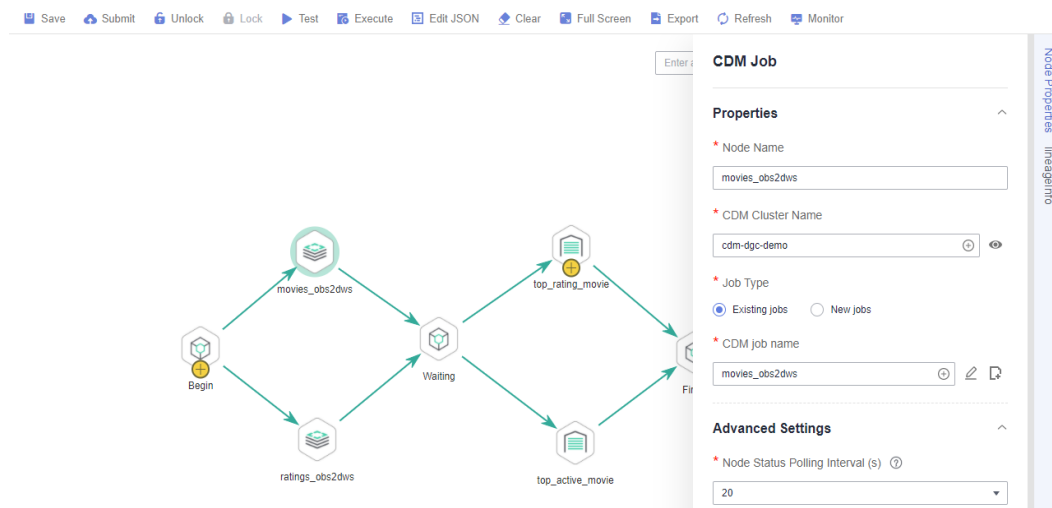 Save Submit Unlock Lock Test Execute Edit JSON Clear Full Screen Export Refresh Monitor
Enter
CDM Job
Properties
* Node Name
movies_obs2dws
* CDM Cluster Name
cdm-dgc-demo
* Job Type
Existing jobs New jobs
* CDM job name
movies_obs2dws
Advanced Settings
* Node Status Polling Interval (s) ?
20
Node Properties
lineageInfo
movies_obs2dws
top_rating_movie
Begin
Waiting
ratings_obs2dws
top_active_movie